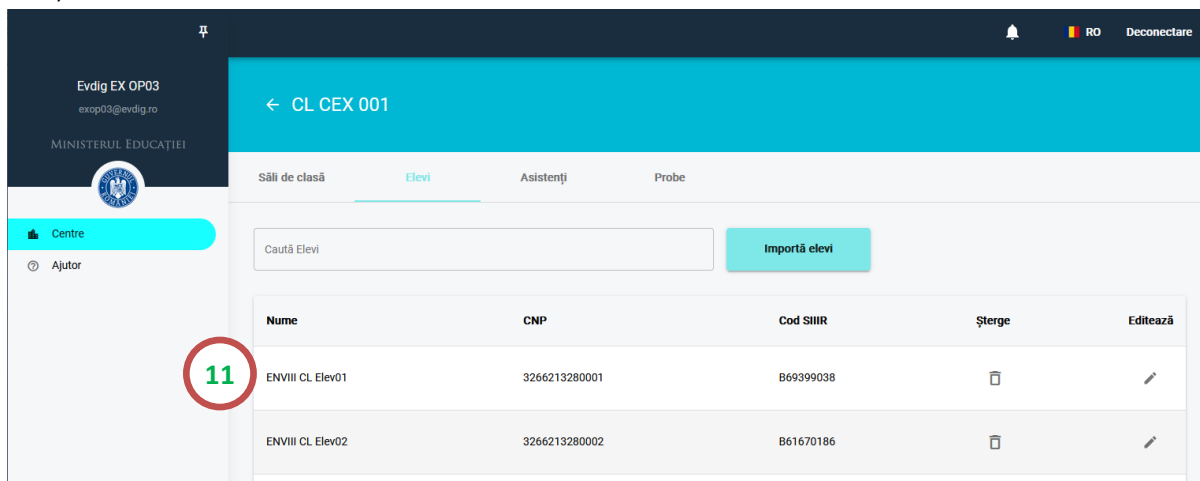 RO Deconectare
Evdig EX OP03
exop03@evdig.ro
Ministerul Educației
CL CEX 001
Săli de clasă Elevi Asistenți Probe
Centre
Ajutor
Caută Elevi Importă elevi
Nume CNP Cod SIIIR Șterge Editează
11 ENVIII CL Elev01 3266213280001 B69399038
ENVIII CL Elev02 3266213280002 B61670186